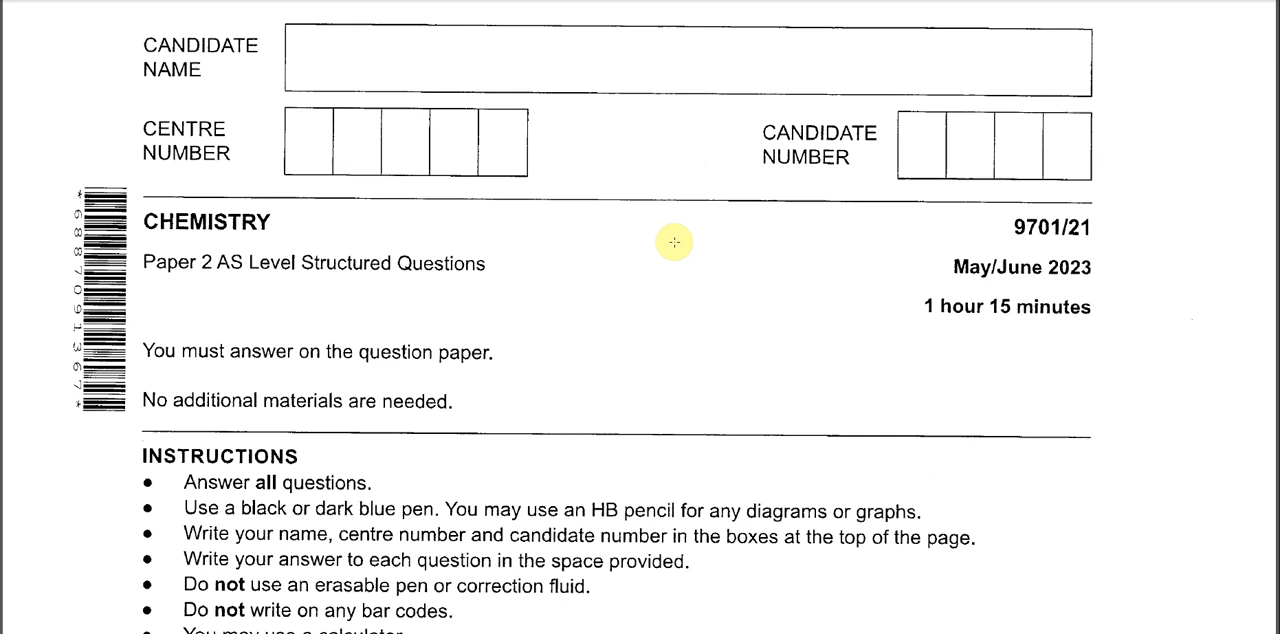 CANDIDATE
NAME
CENTRE
NUMBER
CANDIDATE
NUMBER
*6887091367*
CHEMISTRY
9701/21
Paper 2 AS Level Structured Questions
May/June 2023
1 hour 15 minutes
You must answer on the question paper.
No additional materials are needed.
INSTRUCTIONS
● Answer all questions.
● Use a black or dark blue pen. You may use an HB pencil for any diagrams or graphs.
● Write your name, centre number and candidate number in the boxes at the top of the page.
● Write your answer to each question in the space provided.
● Do not use an erasable pen or correction fluid.
● Do not write on any bar codes.
● You may use a calculator.